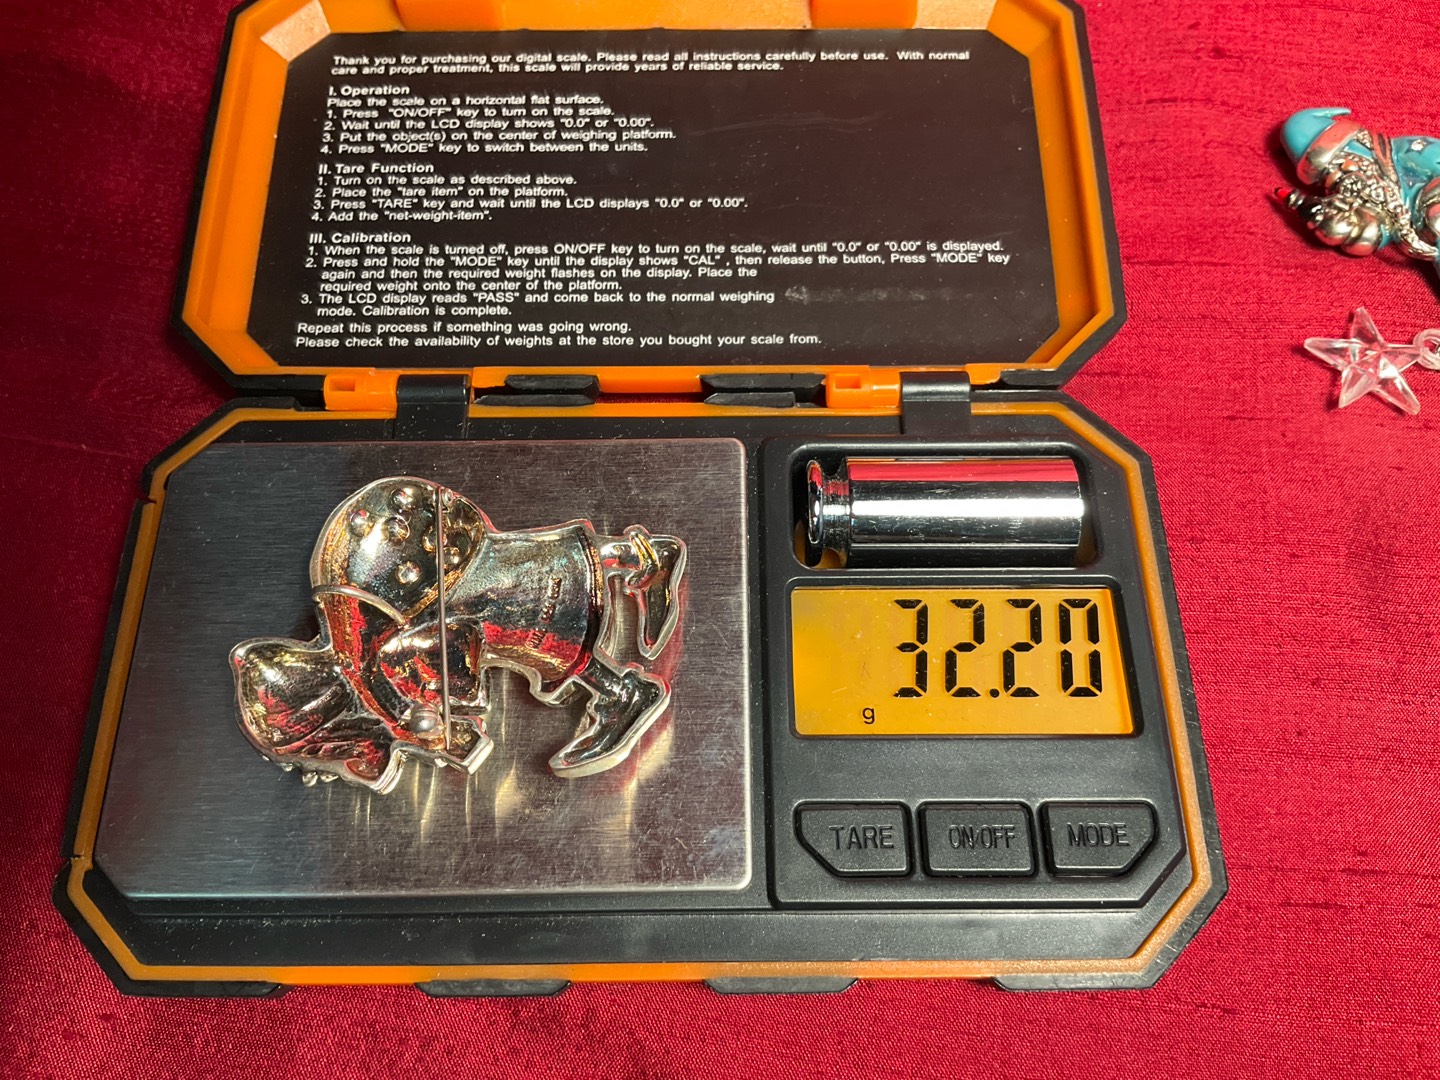 Thank you for purchasing our digital scale. Please read all instructions carefully before use. With normal
care and proper treatment, this scale will provide years of reliable service.
I. Operation
Place the scale on a horizontal flat surface.
1. Press "ON/OFF" key to turn on the scale.
2. Wait until the LCD display shows "0.0" or "0.00".
3. Put the object(s) on the center of weighing platform.
4. Press "MODE" key to switch between the units.
II. Tare Function
1. Turn on the scale as described above.
2. Place the "tare item" on the platform.
3. Press "TARE" key and wait until the LCD displays "0.0" or "0.00".
4. Add the "net-weight-item".
III. Calibration
1. When the scale is turned off, press ON/OFF key to turn on the scale, wait until "0.0" or "0.00" is displayed.
2. Press and hold the "MODE" key until the display shows "CAL" , then release the button, Press "MODE" key
again and then the required weight flashes on the display. Place the
required weight onto the center of the platform.
3. The LCD display reads "PASS" and come back to the normal weighing
mode. Calibration is complete.
Repeat this process if something was going wrong.
Please check the availability of weights at the store you bought your scale from.
32.20
g
TARE
ON/OFF
MODE